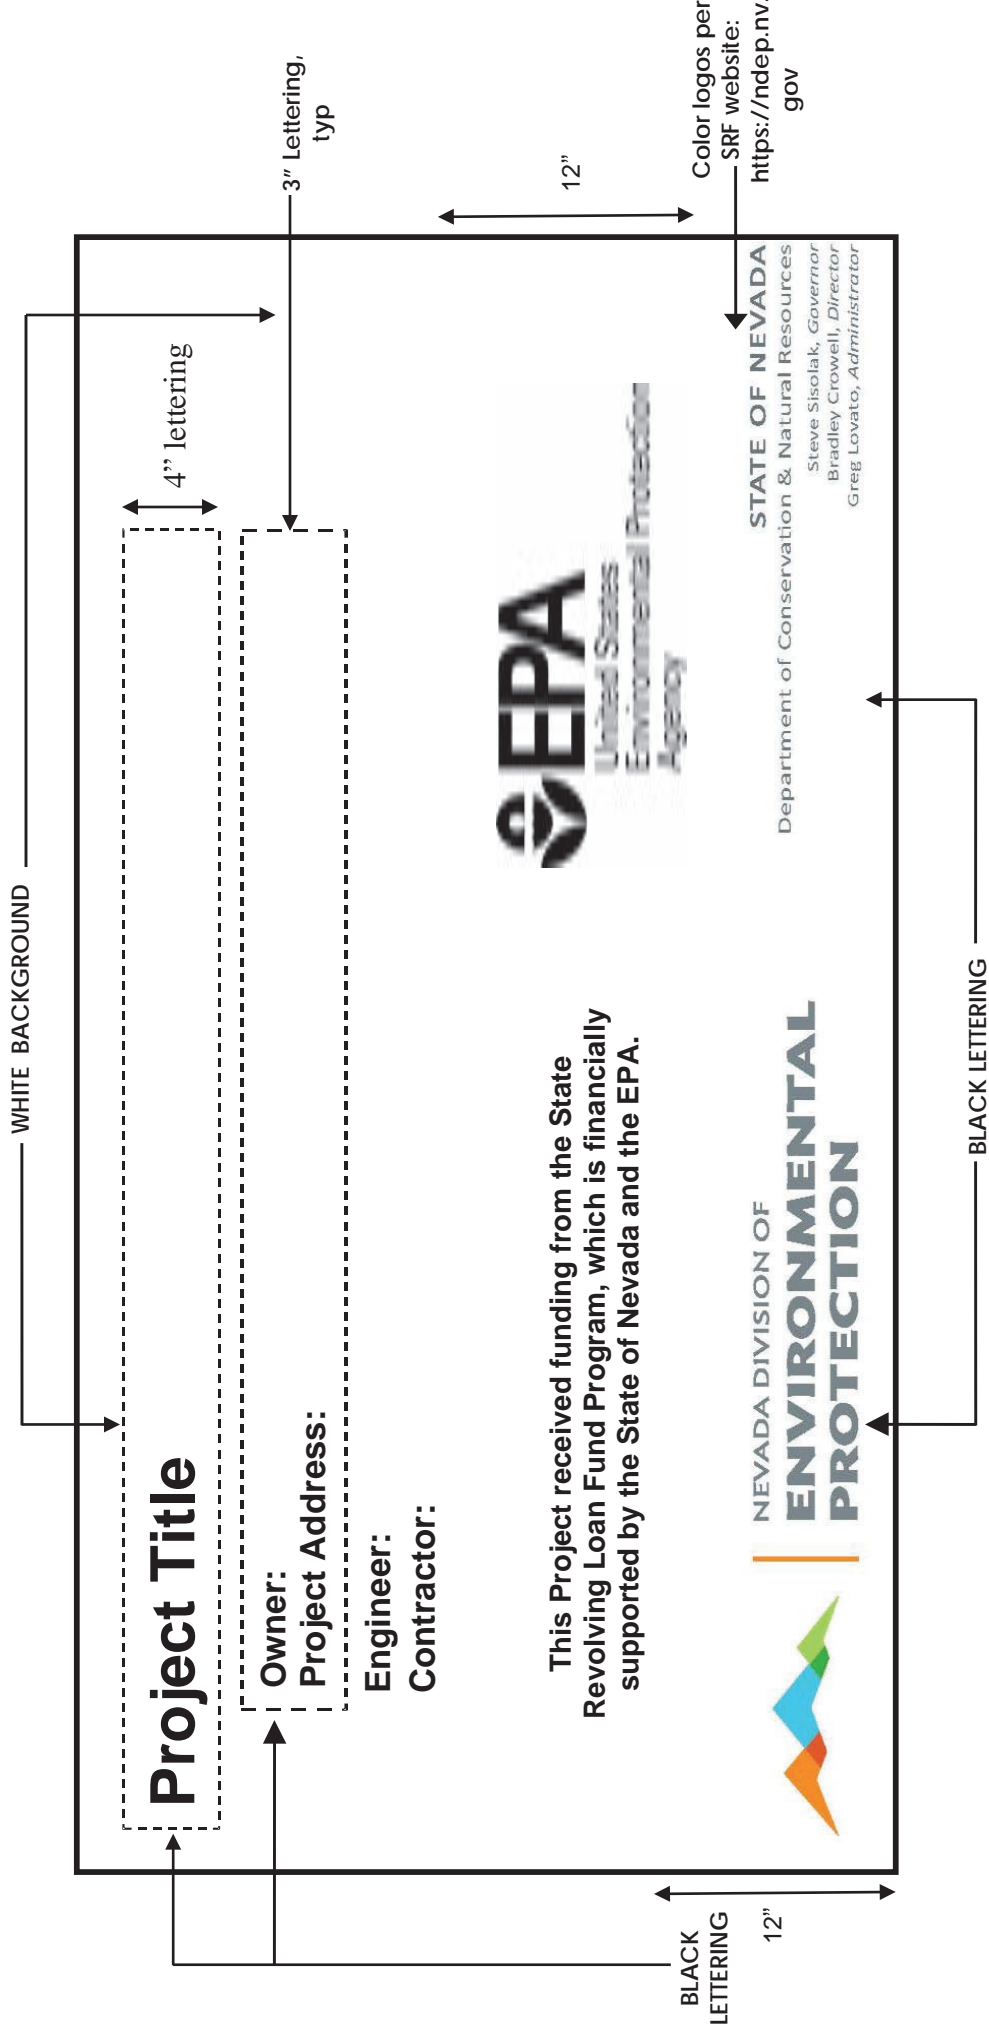 WHITE BACKGROUND
Project Title
4” lettering
3” Lettering,
typ
Owner:
Project Address:
Engineer:
Contractor:
12”
This Project received funding from the State
Revolving Loan Fund Program, which is financially
supported by the State of Nevada and the EPA.
EPA
United States
Environmental Protection
Agency
Color logos per
SRF website:
https://ndep.nv.
gov
BLACK
LETTERING
12”
NEVADA DIVISION OF
ENVIRONMENTAL
PROTECTION
STATE OF NEVADA
Department of Conservation & Natural Resources
Steve Sisolak, Governor
Bradley Crowell, Director
Greg Lovato, Administrator
BLACK LETTERING